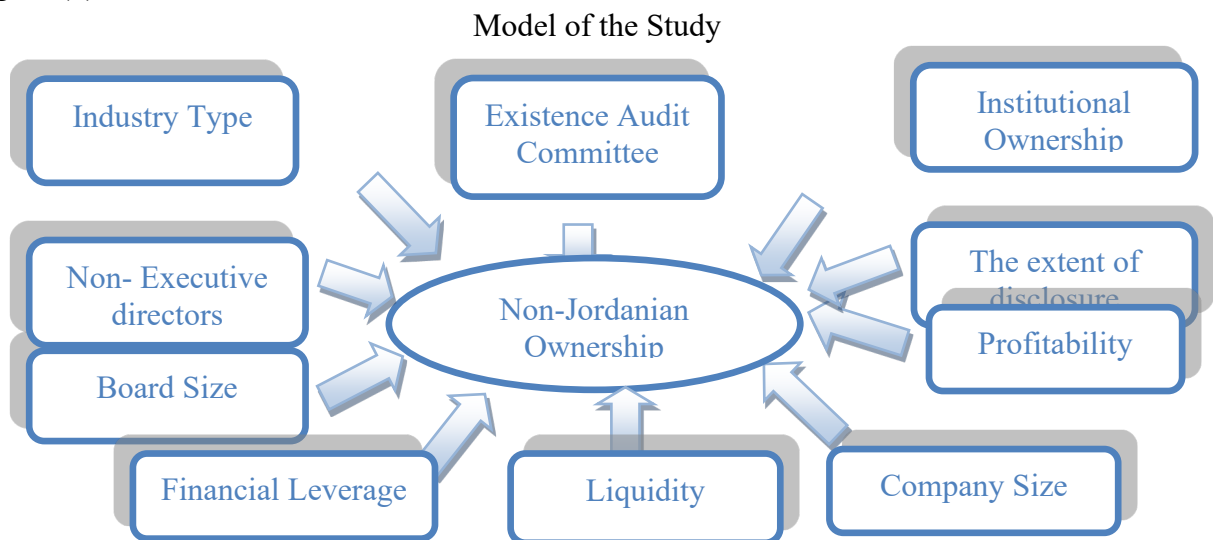 Model of the Study
Industry Type
Existence Audit
Committee
Institutional
Ownership
Non- Executive
directors
Non-Jordanian
Ownership
The extent of
disclosure
Profitability
Board Size
Financial Leverage
Liquidity
Company Size